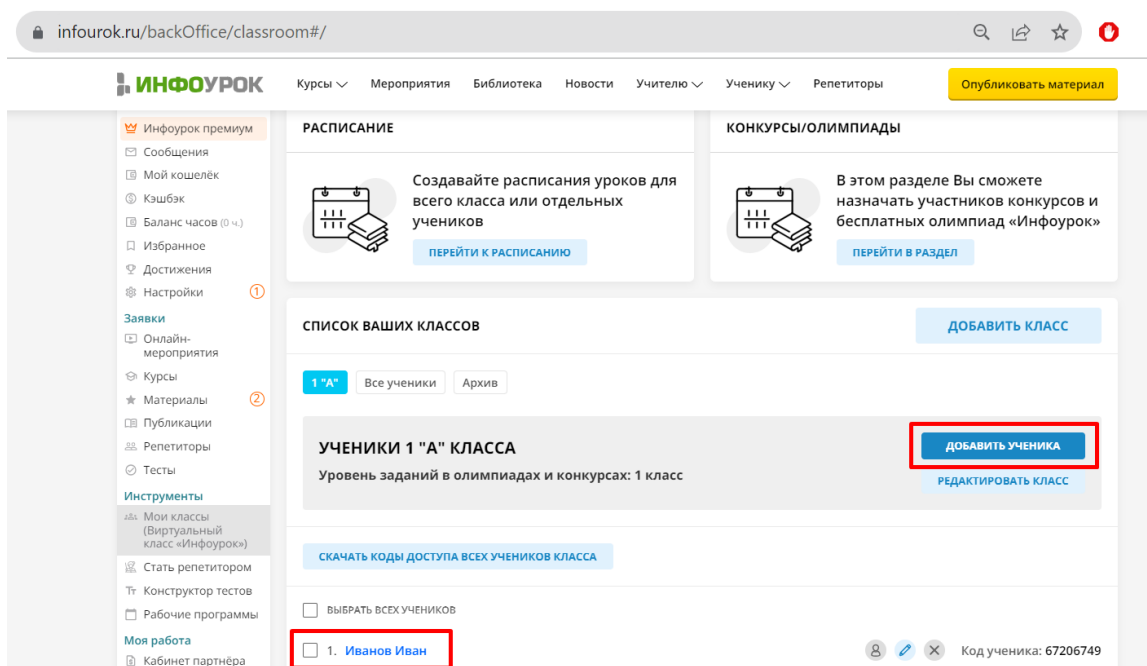 infourok.ru/backOffice/classroom#/
ИНФОУРОК
Курсы Мероприятия Библиотека Новости Учителю Ученику Репетиторы
Опубликовать материал
Инфоурок премиум
Сообщения
Мой кошелёк
Кэшбэк
Баланс часов (0 ч.)
Избранное
Достижения
Настройки 1
Заявки
Онлайн-
мероприятия
Курсы
Материалы 2
Публикации
Репетиторы
Тесты
Инструменты
Мои классы
(Виртуальный
класс «Инфоурок»)
Стать репетитором
Тт Конструктор тестов
Рабочие программы
Моя работа
Кабинет партнёра
РАСПИСАНИЕ
Создавайте расписания уроков для
всего класса или отдельных
учеников
ПЕРЕЙТИ К РАСПИСАНИЮ
КОНКУРСЫ/ОЛИМПИАДЫ
В этом разделе Вы сможете
назначать участников конкурсов и
бесплатных олимпиад «Инфоурок»
ПЕРЕЙТИ В РАЗДЕЛ
СПИСОК ВАШИХ КЛАССОВ
ДОБАВИТЬ КЛАСС
1 "А" Все ученики Архив
УЧЕНИКИ 1 "А" КЛАССА
Уровень заданий в олимпиадах и конкурсах: 1 класс
ДОБАВИТЬ УЧЕНИКА
РЕДАКТИРОВАТЬ КЛАСС
СКАЧАТЬ КОДЫ ДОСТУПА ВСЕХ УЧЕНИКОВ КЛАССА
ВЫБРАТЬ ВСЕХ УЧЕНИКОВ
1. Иванов Иван
Код ученика: 67206749